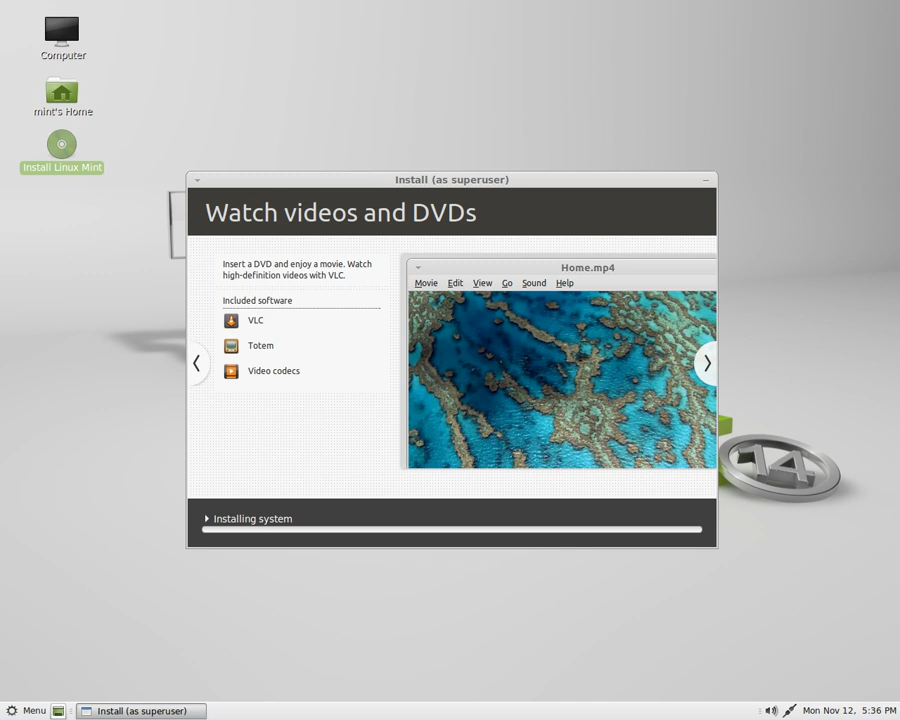 Computer
mint's Home
Install Linux Mint
Install (as superuser)
Watch videos and DVDs
Insert a DVD and enjoy a movie. Watch
high-definition videos with VLC.
Included software
VLC
Totem
Video codecs
Home.mp4
Movie Edit View Go Sound Help
14
Installing system
Menu Install (as superuser) Mon Nov 12, 5:36 PM